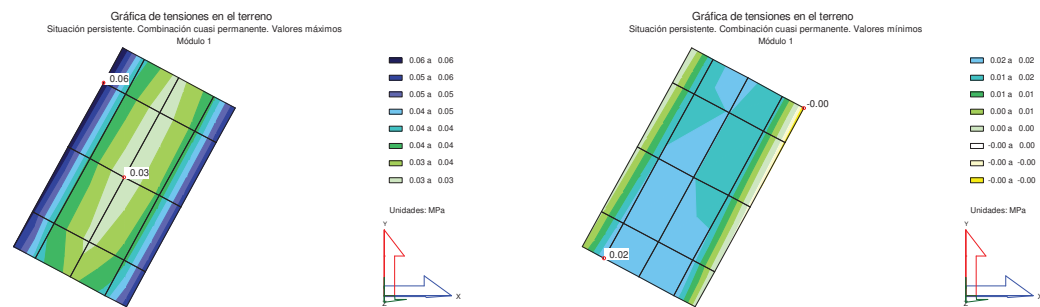 Gráfica de tensiones en el terreno
Situación persistente. Combinación cuasi permanente. Valores máximos
Módulo 1
0.06
0.03
0.06 a 0.06
0.05 a 0.06
0.05 a 0.05
0.04 a 0.05
0.04 a 0.04
0.04 a 0.04
0.03 a 0.04
0.03 a 0.03
Unidades: MPa
Y
X
Z
Gráfica de tensiones en el terreno
Situación persistente. Combinación cuasi permanente. Valores mínimos
Módulo 1
-0.00
0.02
0.02 a 0.02
0.01 a 0.02
0.01 a 0.01
0.00 a 0.01
0.00 a 0.00
-0.00 a 0.00
-0.00 a -0.00
-0.00 a -0.00
Unidades: MPa
Y
X
Z